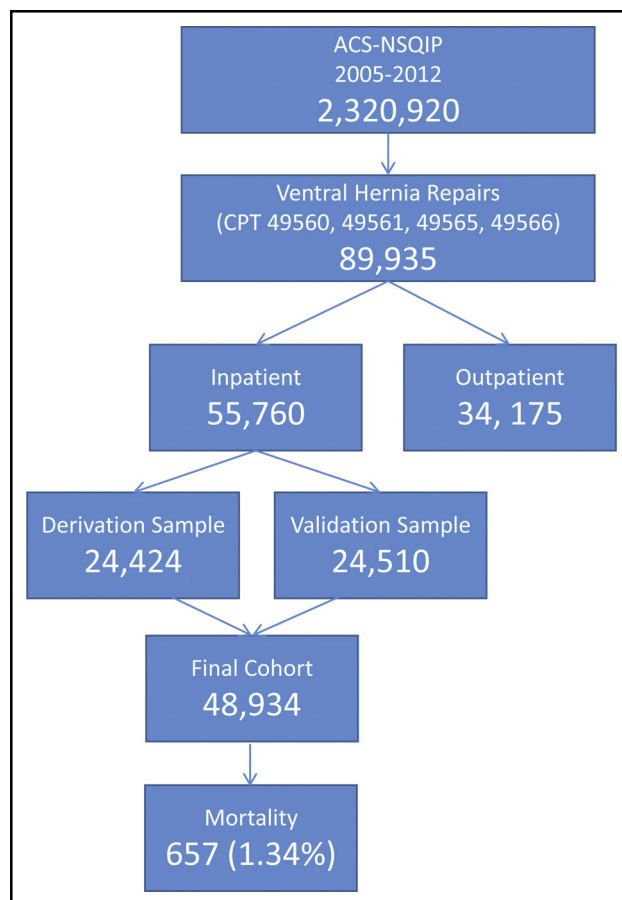 ACS-NSQIP
2005-2012
2,320,920
Ventral Hernia Repairs
(CPT 49560, 49561, 49565, 49566)
89,935
Inpatient
55,760
Outpatient
34, 175
Derivation Sample
24,424
Validation Sample
24,510
Final Cohort
48,934
Mortality
657 (1.34%)